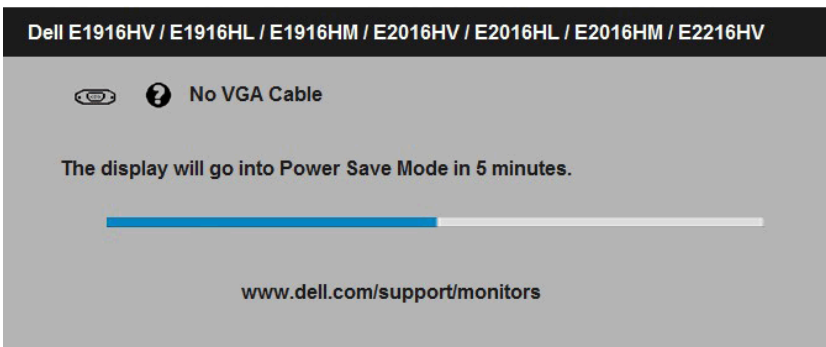 Dell E1916HV / E1916HL / E1916HM / E2016HV / E2016HL / E2016HM / E2216HV
? No VGA Cable
The display will go into Power Save Mode in 5 minutes.
www.dell.com/support/monitors